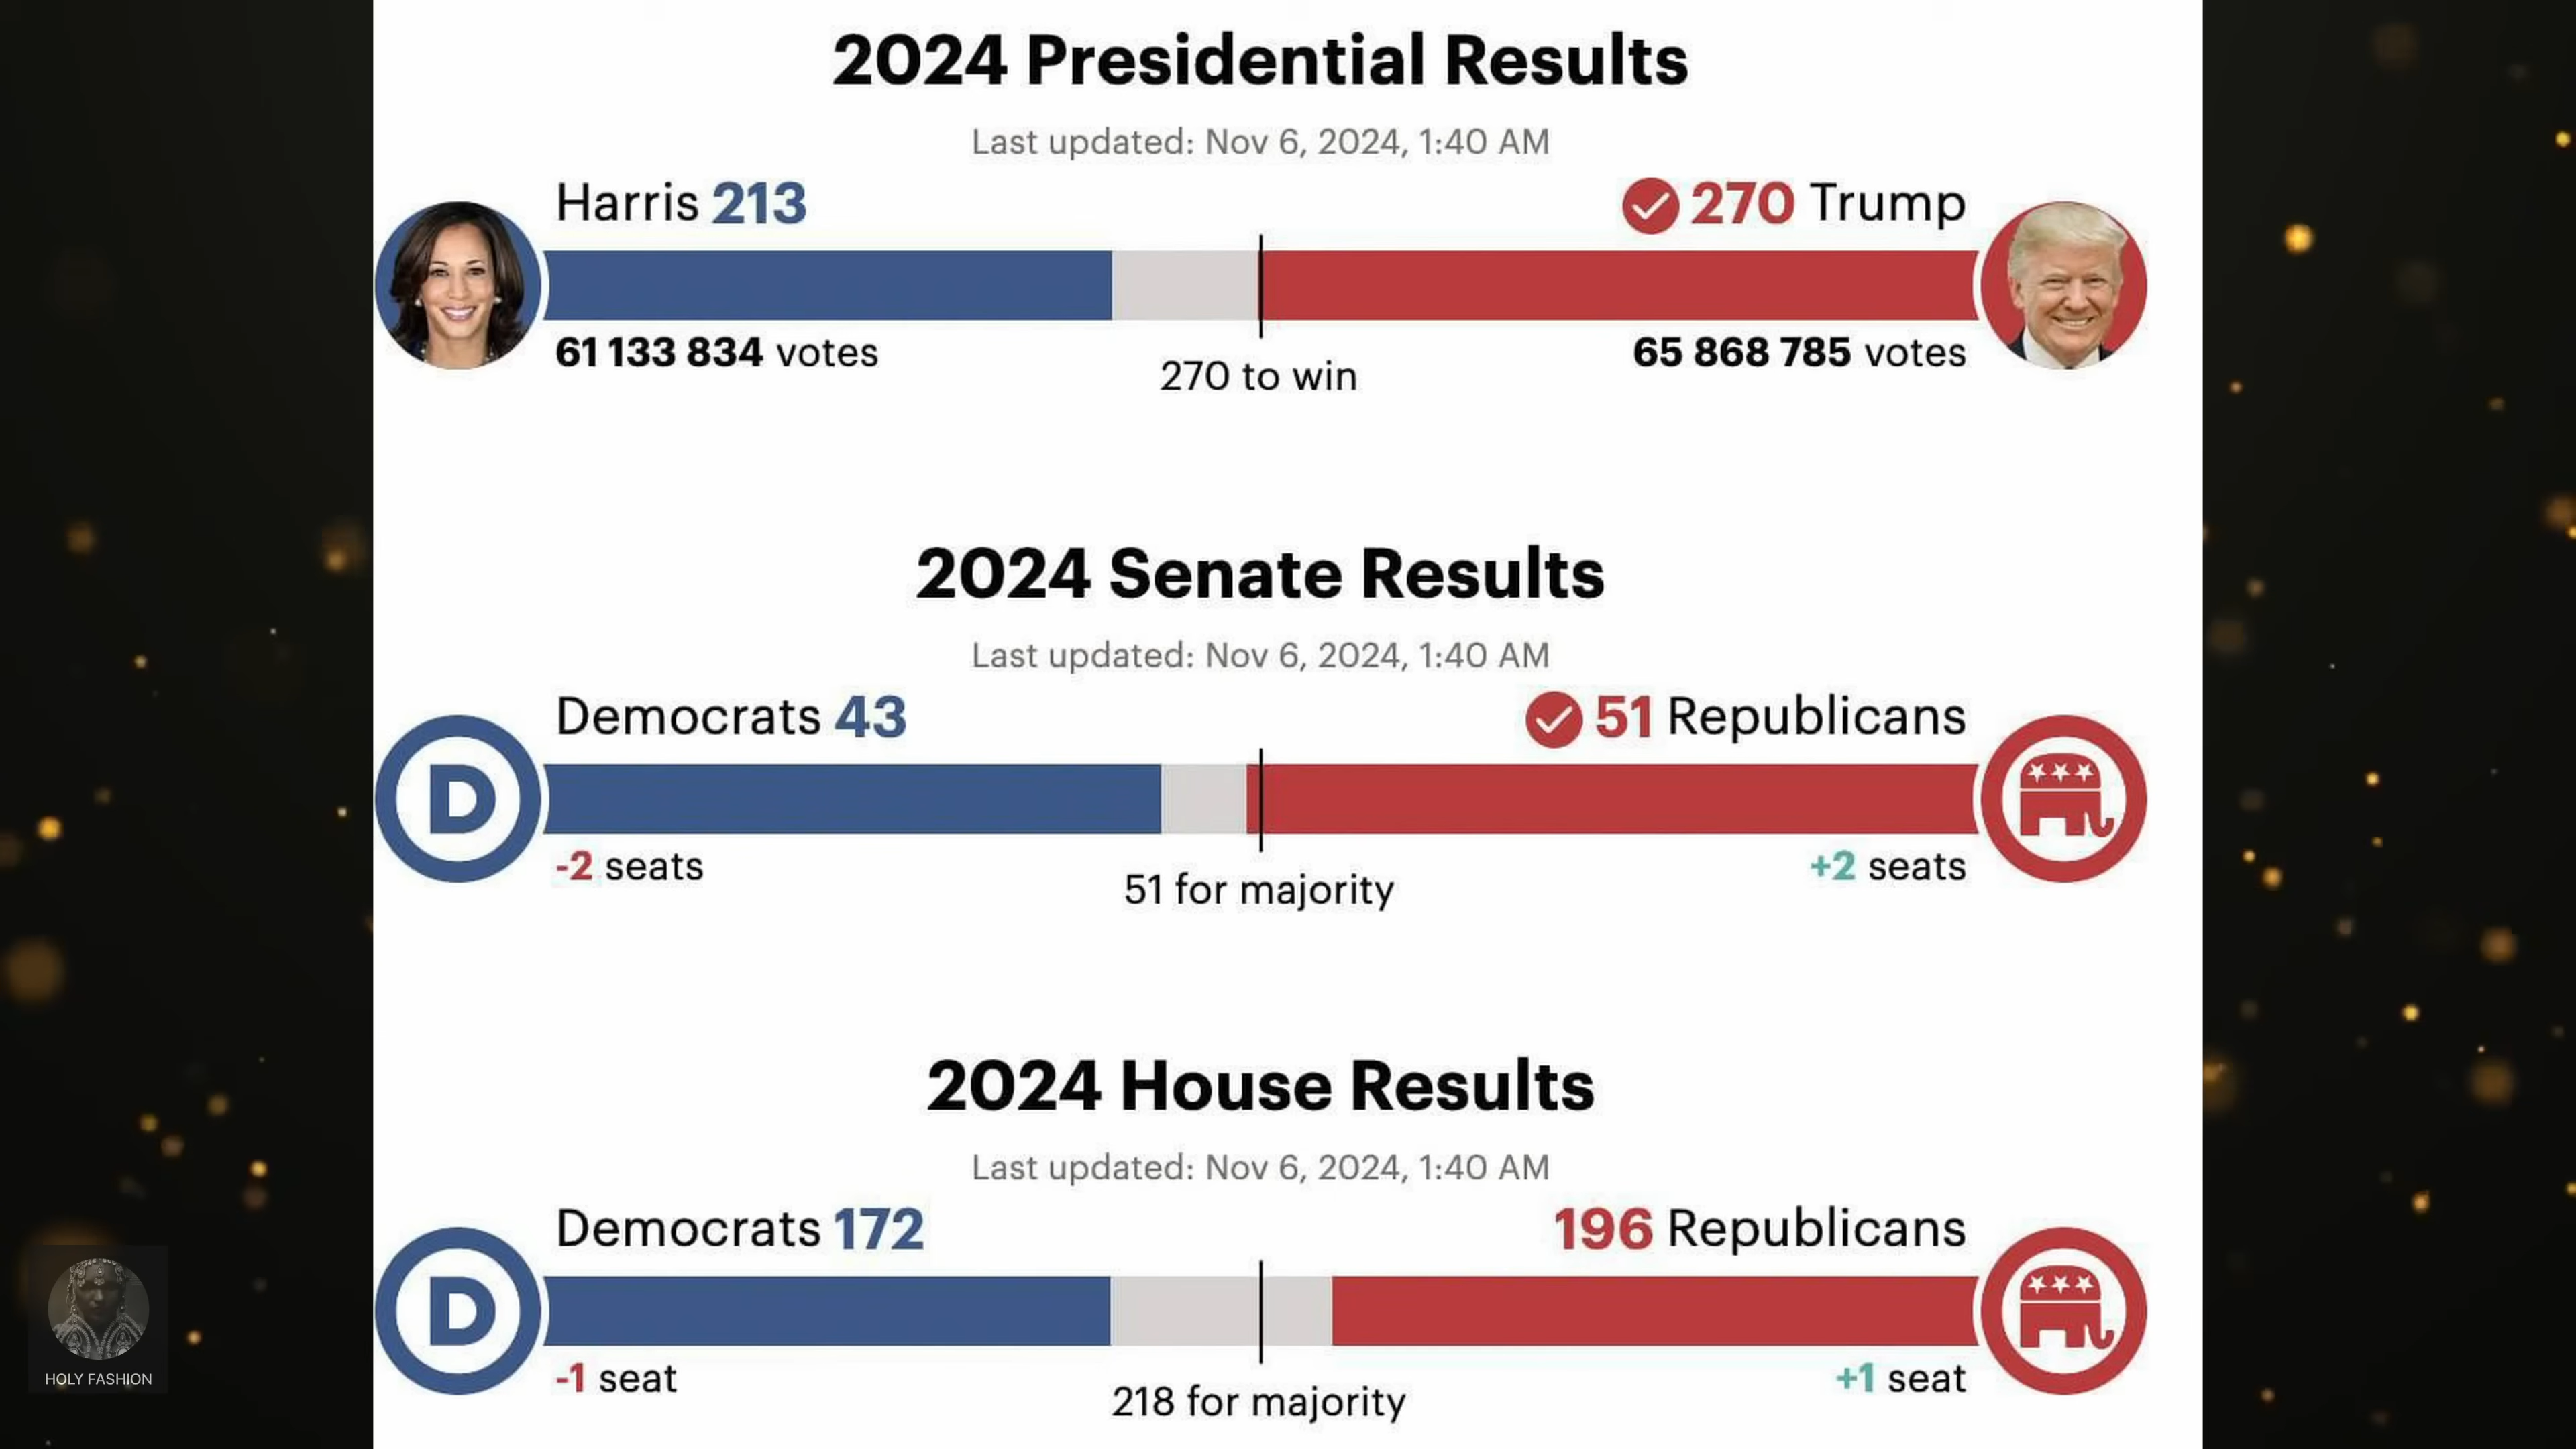 2024 Presidential Results
Last updated: Nov 6, 2024, 1:40 AM
Harris 213
270 Trump
61 133 834 votes
65 868 785 votes
270 to win
2024 Senate Results
Last updated: Nov 6, 2024, 1:40 AM
Democrats 43
51 Republicans
D
-2 seats
+2 seats
51 for majority
2024 House Results
Last updated: Nov 6, 2024, 1:40 AM
Democrats 172
196 Republicans
D
-1 seat
+1 seat
218 for majority
HOLY FASHION